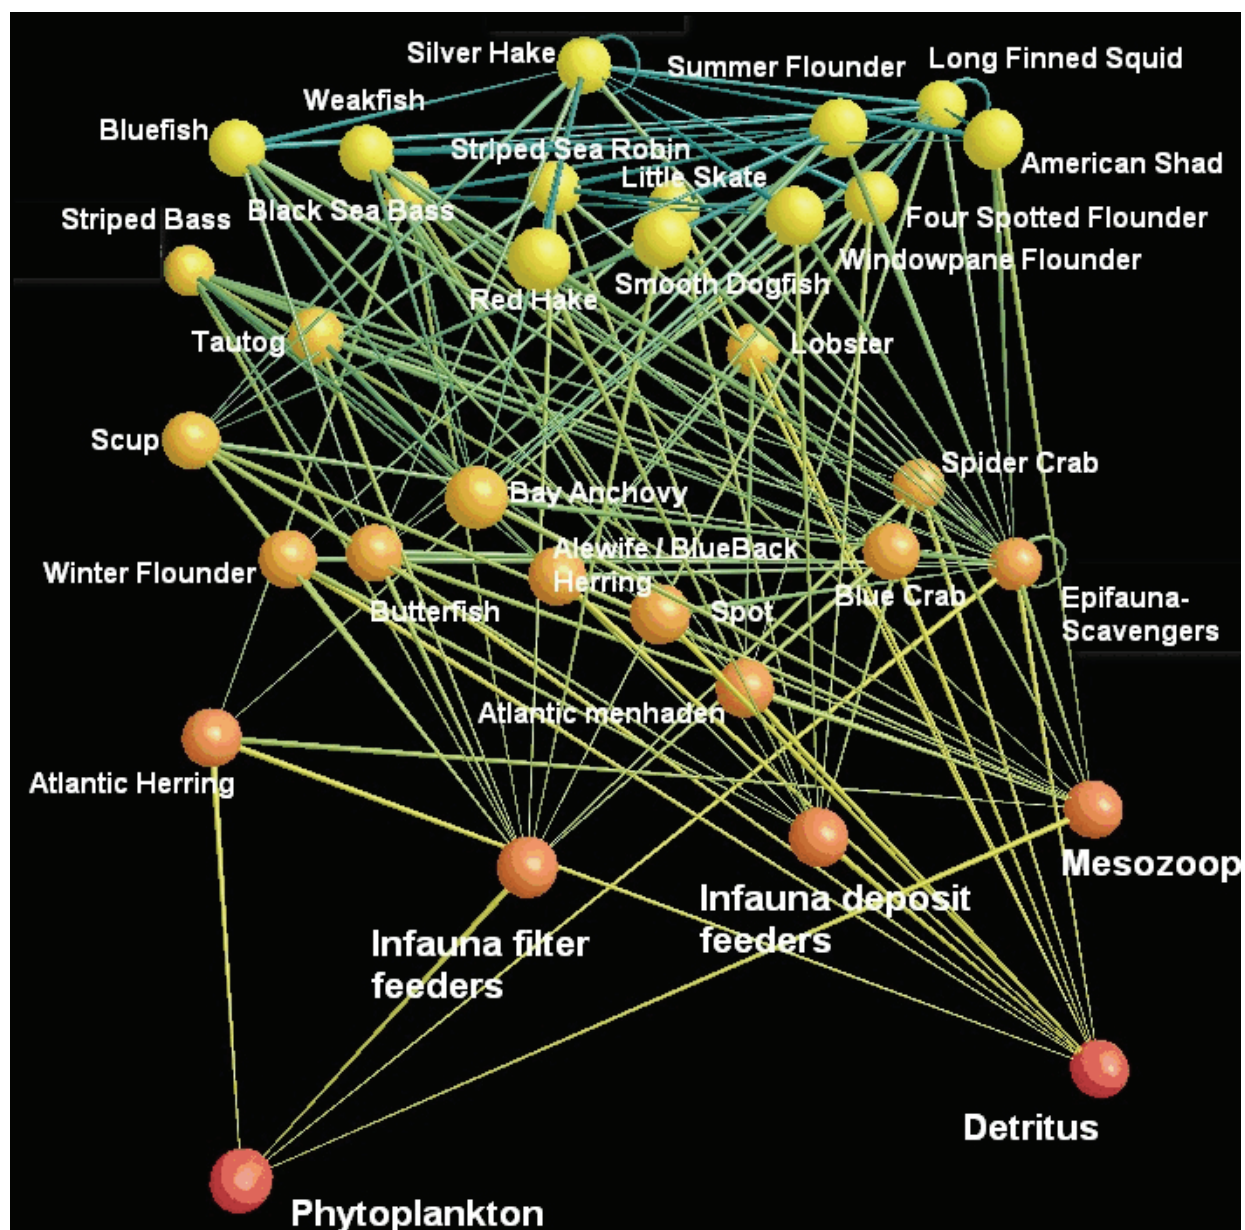 Silver Hake
Summer Flounder
Long Finned Squid
Weakfish
Bluefish
Striped Sea Robin
American Shad
Little Skate
Black Sea Bass
Striped Bass
Four Spotted Flounder
Windowpane Flounder
Smooth Dogfish
Red Hake
Tautog
Lobster
Scup
Spider Crab
Bay Anchovy
Alewife / BlueBack
Herring
Winter Flounder
Butterfish
Spot
Blue Crab
Epifauna-
Scavengers
Atlantic menhaden
Atlantic Herring
Mesozoop
Infauna deposit
feeders
Infauna filter
feeders
Detritus
Phytoplankton